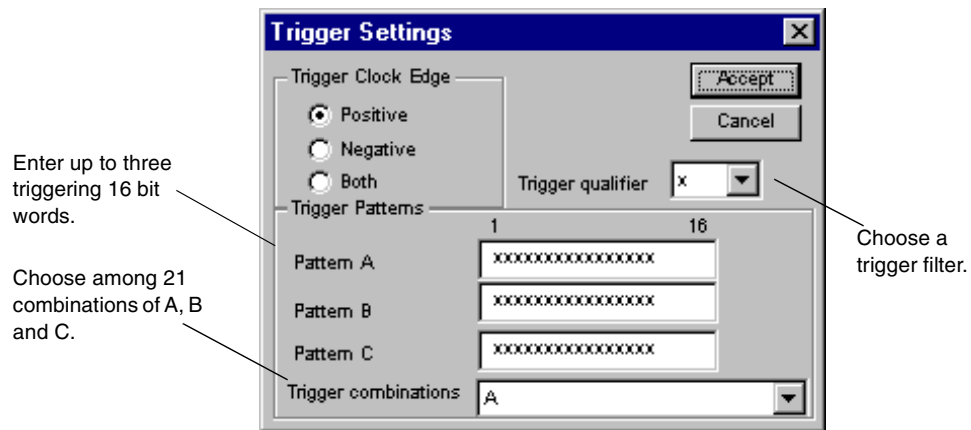 Trigger Settings
Trigger Clock Edge
Positive
Negative
Both
Accept
Cancel
Trigger qualifier
x
Enter up to three
triggering 16 bit
words.
Choose a
trigger filter.
Trigger Patterns
1 16
Pattern A xxxxxxxxxxxxxxxx
Pattern B xxxxxxxxxxxxxxxx
Pattern C xxxxxxxxxxxxxxxx
Choose among 21
combinations of A, B
and C.
Trigger combinations A